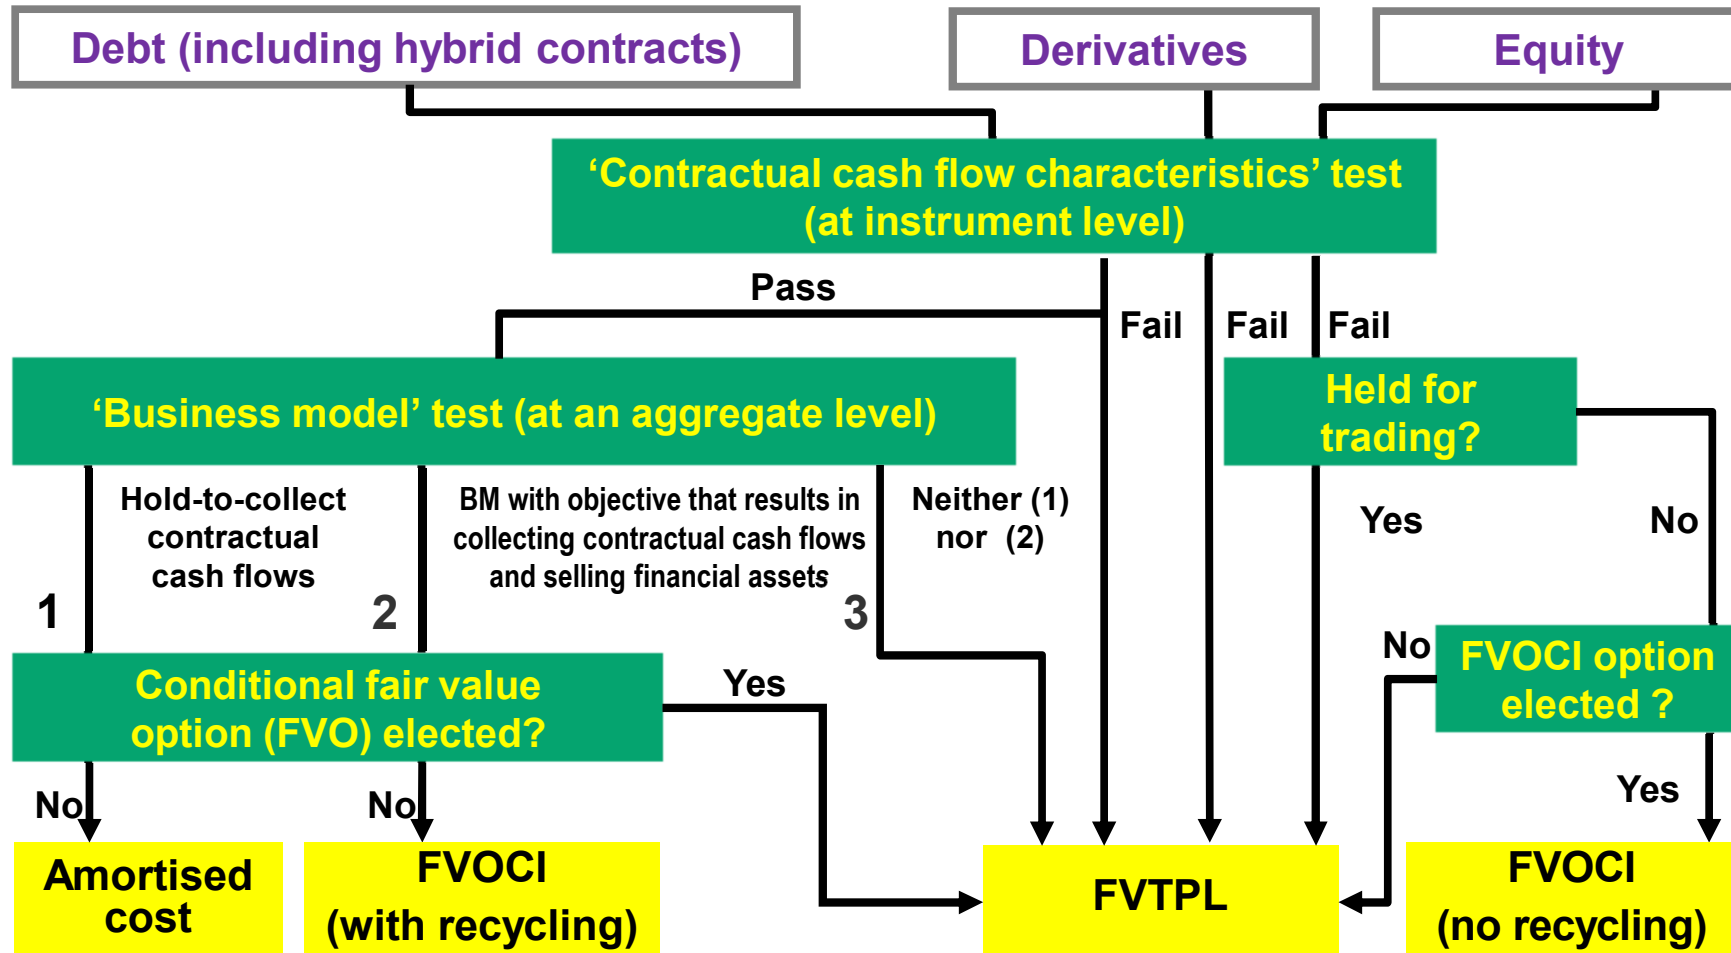 Debt (including hybrid contracts)
Derivatives
Equity
‘Contractual cash flow characteristics’ test
(at instrument level)
Pass
Fail
Fail
Fail
‘Business model’ test (at an aggregate level)
Held for
trading?
Hold-to-collect
contractual
cash flows
1
BM with objective that results in
collecting contractual cash flows
and selling financial assets
2
Neither (1)
nor (2)
3
Yes
No
Conditional fair value
option (FVO) elected?
Yes
No
FVOCI option
elected ?
No
No
Yes
Amortised
cost
FVOCI
(with recycling)
FVTPL
FVOCI
(no recycling)